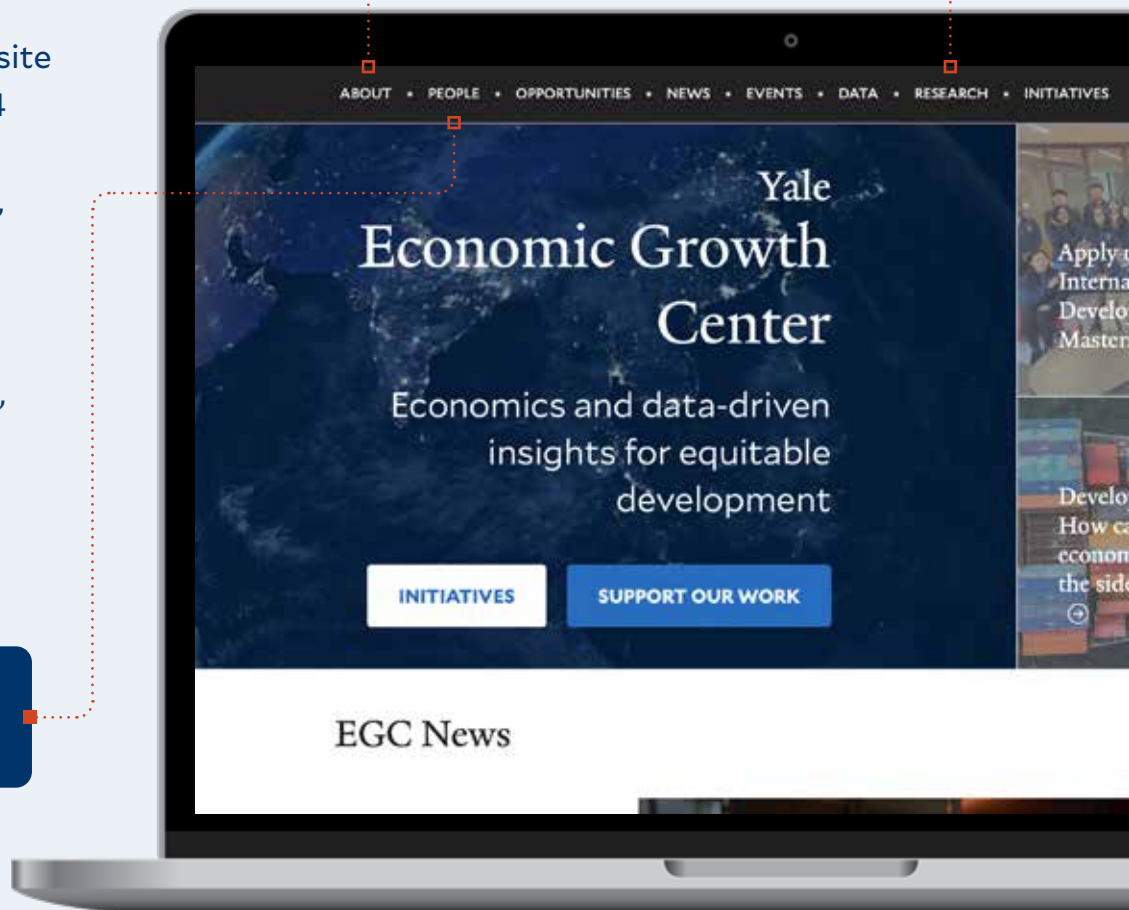 site
4
,
,
ABOUT • PEOPLE • OPPORTUNITIES • NEWS • EVENTS • DATA • RESEARCH • INITIATIVES
Yale
Economic Growth
Center
Economics and data-driven
insights for equitable
development
INITIATIVES
SUPPORT OUR WORK
Apply
Interna
Develo
Master
Develo
How ca
econom
the side
EGC News